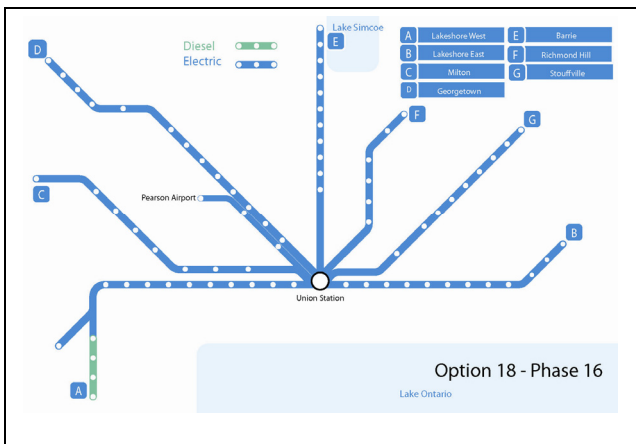 Lake Simcoe
E
D
Diesel
Electric
A Lakeshore West
B Lakeshore East
C Milton
D Georgetown
E Barrie
F Richmond Hill
G Stouffville
F
G
C
Pearson Airport
B
Union Station
A
Option 18 - Phase 16
Lake Ontario